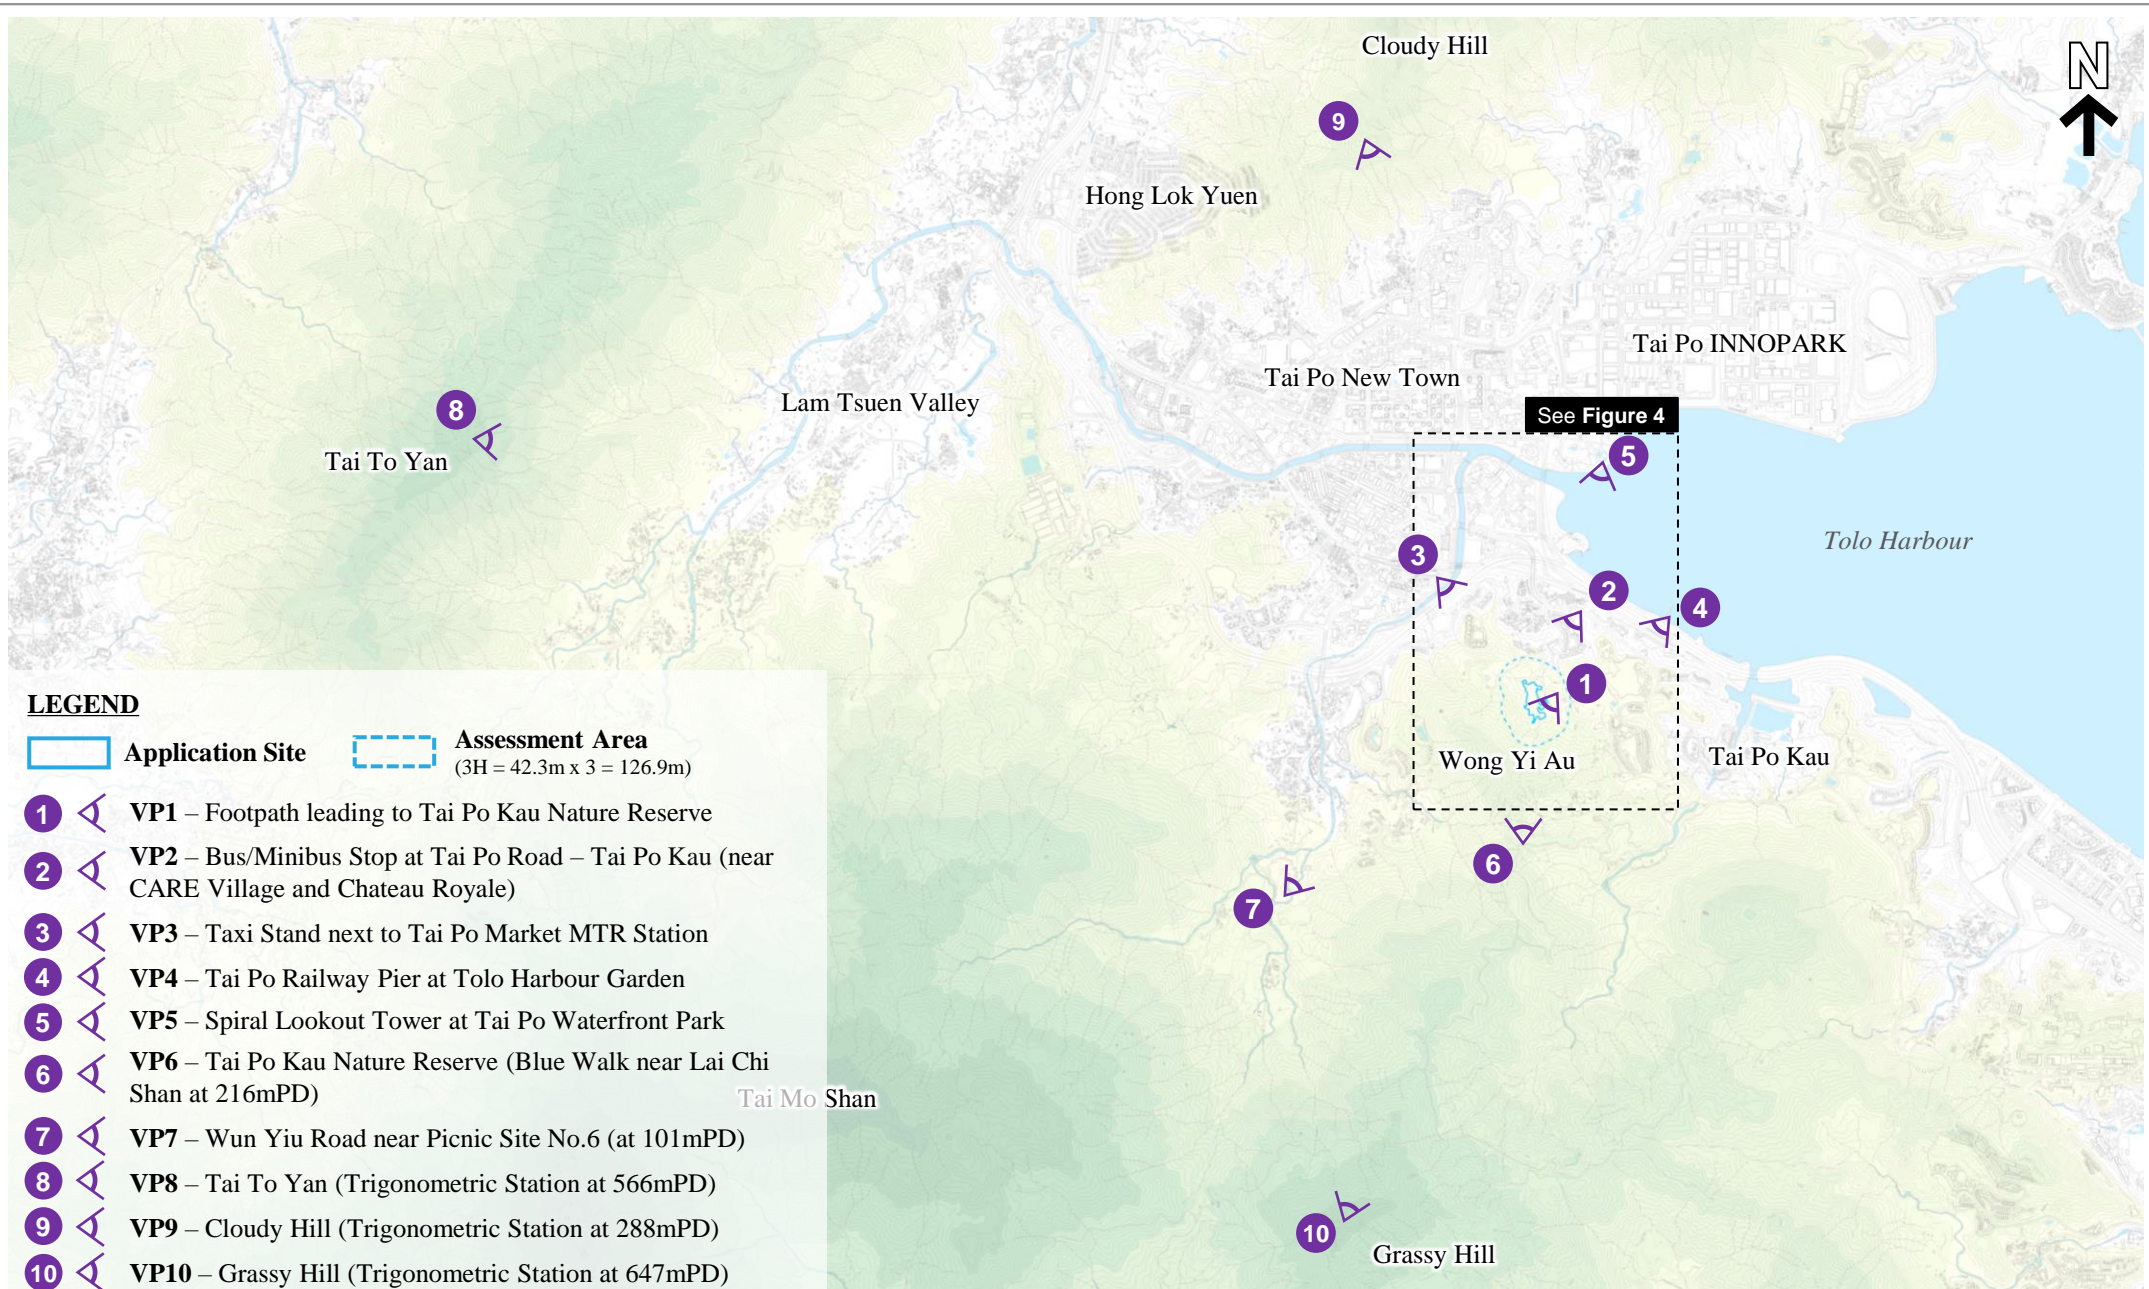 Cloudy Hill
N
9
Hong Lok Yuen
Tai Po INNOPARK
Tai Po New Town
Lam Tsuen Valley
8
See Figure 4
5
Tai To Yan
Tolo Harbour
3
2
4
1
Wong Yi Au
Tai Po Kau
6
7
Tai Mo Shan
10
Grassy Hill
LEGEND
Application Site
Assessment Area
(3H = 42.3m x 3 = 126.9m)
1 VP1 – Footpath leading to Tai Po Kau Nature Reserve
2 VP2 – Bus/Minibus Stop at Tai Po Road – Tai Po Kau (near
CARE Village and Chateau Royale)
3 VP3 – Taxi Stand next to Tai Po Market MTR Station
4 VP4 – Tai Po Railway Pier at Tolo Harbour Garden
5 VP5 – Spiral Lookout Tower at Tai Po Waterfront Park
6 VP6 – Tai Po Kau Nature Reserve (Blue Walk near Lai Chi
Shan at 216mPD)
7 VP7 – Wun Yiu Road near Picnic Site No.6 (at 101mPD)
8 VP8 – Tai To Yan (Trigonometric Station at 566mPD)
9 VP9 – Cloudy Hill (Trigonometric Station at 288mPD)
10 VP10 – Grassy Hill (Trigonometric Station at 647mPD)